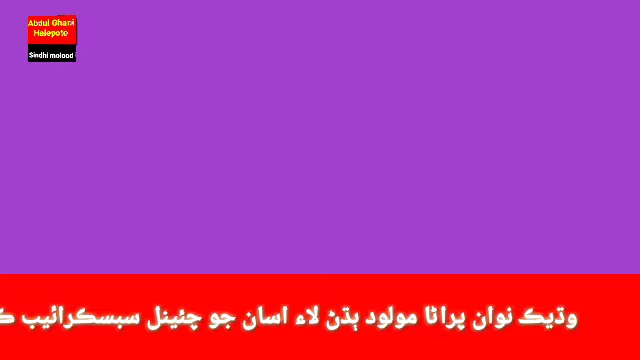 Abdul Ghani
Halepoto
Sindhi molood
وڌيڪ نوان پراڻا مولود ٻڌڻ لاءِ اسان جو چئينل سبسڪرائيب